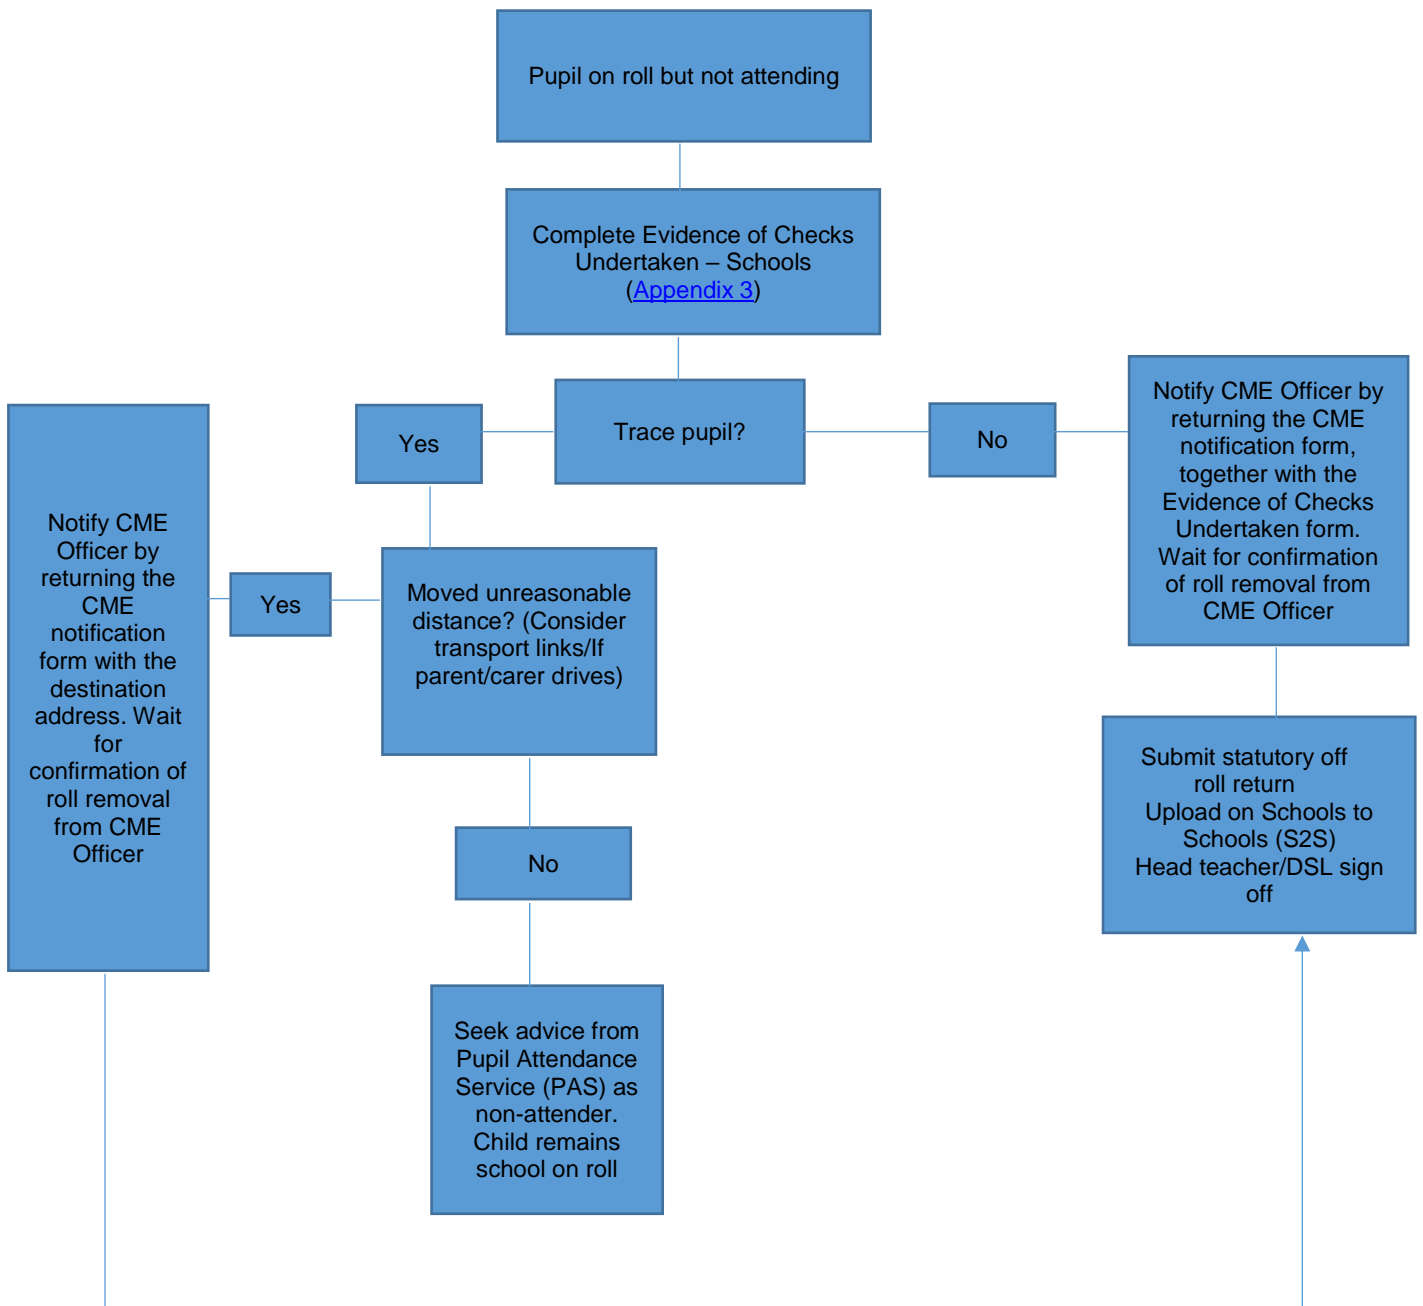 Pupil on roll but not attending
Complete Evidence of Checks
Undertaken – Schools
(Appendix 3)
Trace pupil?
Yes
No
Notify CME Officer by
returning the CME
notification form,
together with the
Evidence of Checks
Undertaken form.
Wait for confirmation
of roll removal from
CME Officer
Notify CME
Officer by
returning the
CME
notification
form with the
destination
address. Wait
for
confirmation of
roll removal
from CME
Officer
Yes
Moved unreasonable
distance? (Consider
transport links/If
parent/carer drives)
No
Seek advice from
Pupil Attendance
Service (PAS) as
non-attender.
Child remains
school on roll
Submit statutory off
roll return
Upload on Schools to
Schools (S2S)
Head teacher/DSL sign
off